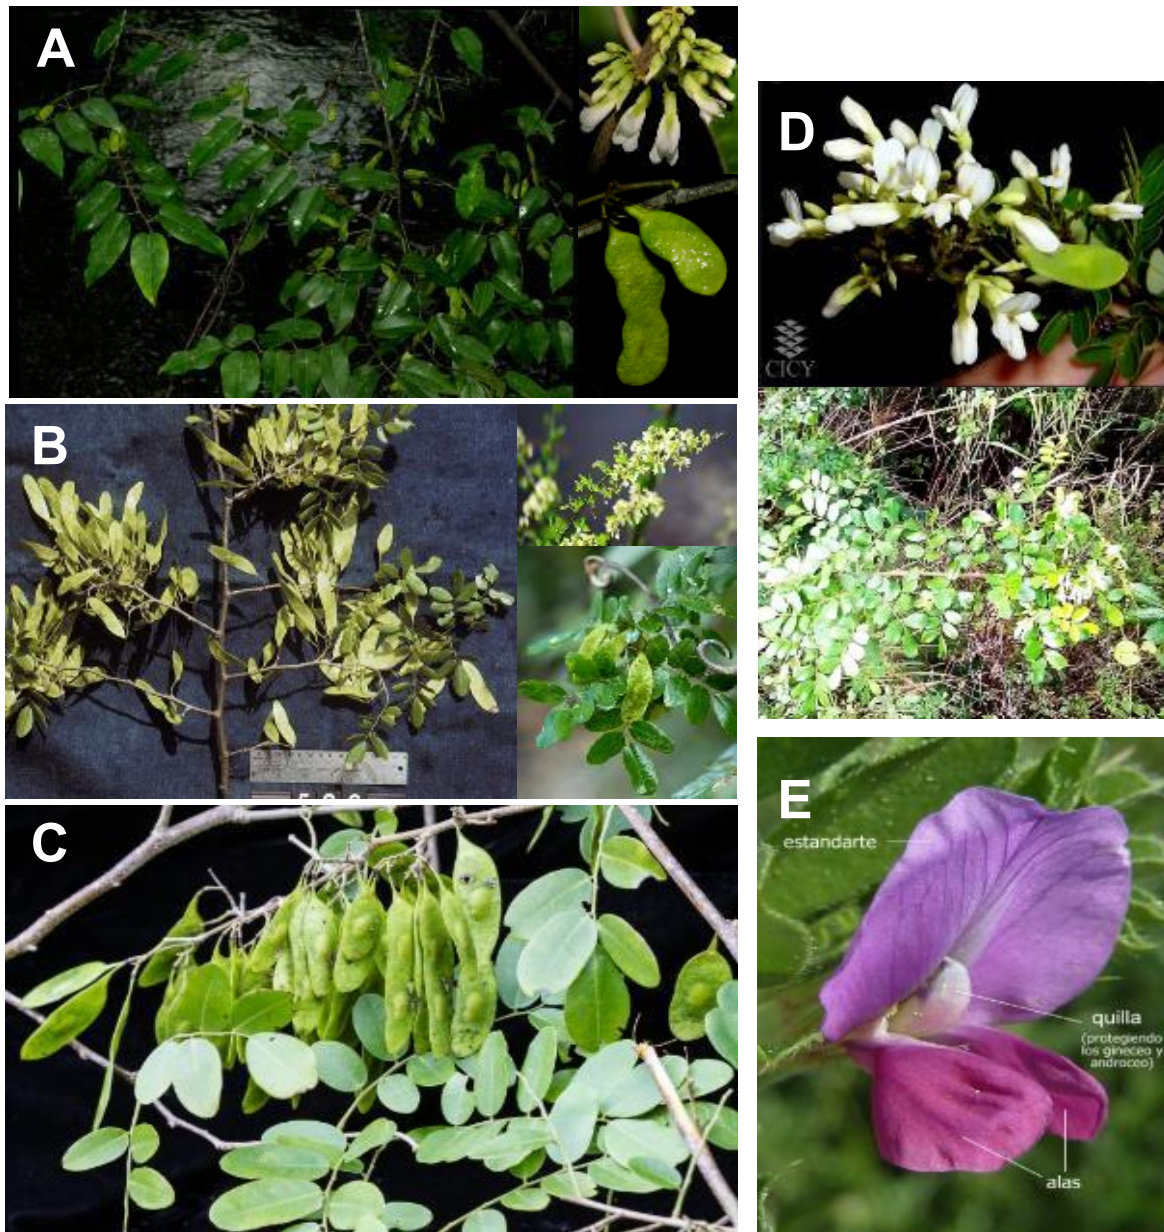 A
D
CICY
B
C
E
estandarte
quilla
(protegiendo
los gineceo y
androceo)
alas